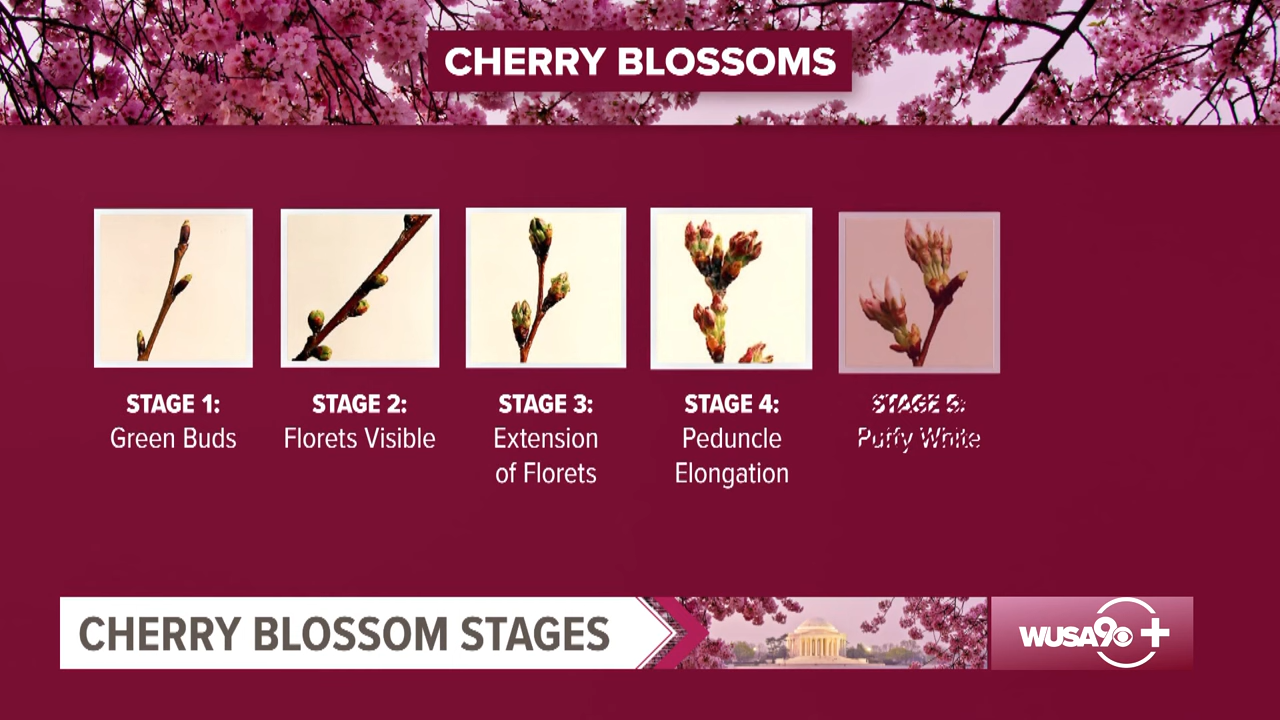 CHERRY BLOSSOMS
STAGE 1:
Green Buds
STAGE 2:
Florets Visible
STAGE 3:
Extension
of Florets
STAGE 4:
Peduncle
Elongation
STAGE 5:
Puffy White
CHERRY BLOSSOM STAGES
WUSA9+